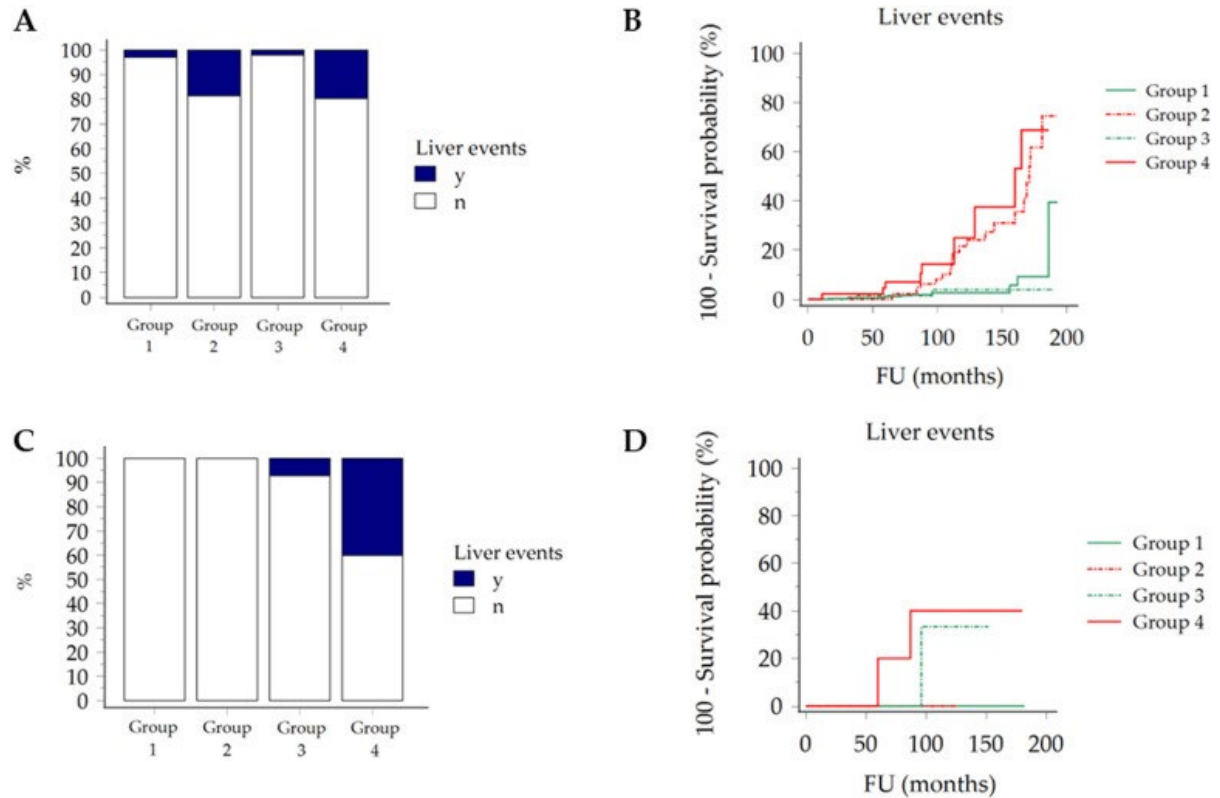 A
%
100
90
80
70
60
50
40
30
20
10
0
Group 1
Group 2
Group 3
Group 4
Liver events
y
n
B
Liver events
100 - Survival probability (%)
100
80
60
40
20
0
0 50 100 150 200
FU (months)
Group 1
Group 2
Group 3
Group 4
C
%
100
90
80
70
60
50
40
30
20
10
0
Group 1
Group 2
Group 3
Group 4
Liver events
y
n
D
Liver events
100 - Survival probability (%)
100
80
60
40
20
0
0 50 100 150 200
FU (months)
Group 1
Group 2
Group 3
Group 4